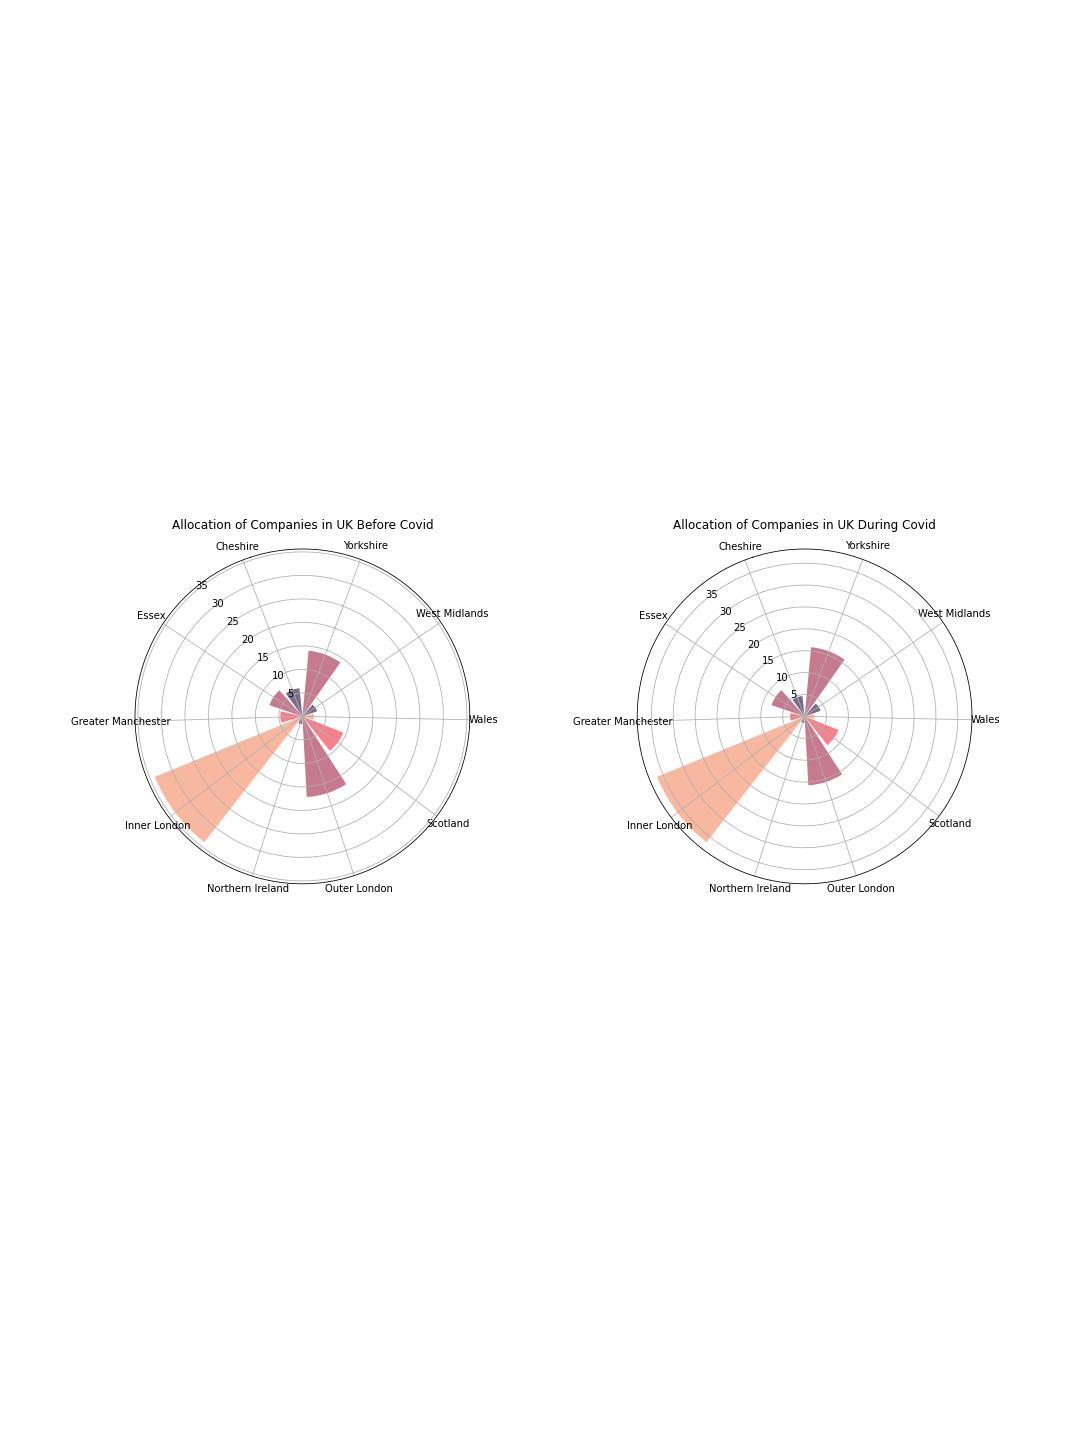 Allocation of Companies in UK Before Covid
Cheshire
Yorkshire
West Midlands
Wales
Scotland
Outer London
Northern Ireland
Inner London
Greater Manchester
Essex
35
30
25
20
15
10
5
Allocation of Companies in UK During Covid
Cheshire
Yorkshire
West Midlands
Wales
Scotland
Outer London
Northern Ireland
Inner London
Greater Manchester
Essex
35
30
25
20
15
10
5